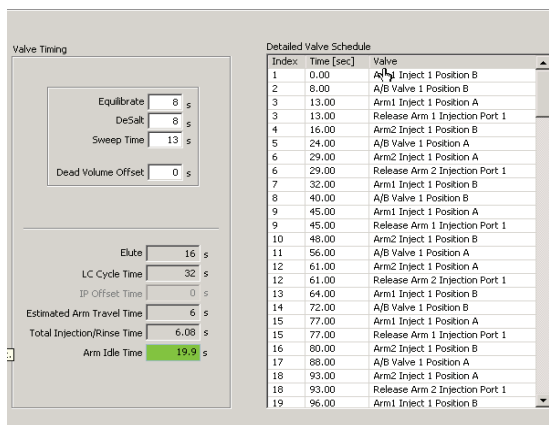 Valve Timing
Equilibrate 8 s
DeSalt 8 s
Sweep Time 13 s
Dead Volume Offset 0 s
Elute 16 s
LC Cycle Time 32 s
IP Offset Time 0 s
Estimated Arm Travel Time 6 s
Total Injection/Rinse Time 6.08 s
Arm Idle Time 19.9 s
Detailed Valve Schedule
Index Time [sec] Valve
1 0.00 Arm1 Inject 1 Position B
2 8.00 A/B Valve 1 Position B
3 13.00 Arm1 Inject 1 Position A
3 13.00 Release Arm 1 Injection Port 1
4 16.00 Arm2 Inject 1 Position B
5 24.00 A/B Valve 1 Position A
6 29.00 Arm2 Inject 1 Position A
6 29.00 Release Arm 2 Injection Port 1
7 32.00 Arm1 Inject 1 Position B
8 40.00 A/B Valve 1 Position B
9 45.00 Arm1 Inject 1 Position A
9 45.00 Release Arm 1 Injection Port 1
10 48.00 Arm2 Inject 1 Position B
11 56.00 A/B Valve 1 Position A
12 61.00 Arm2 Inject 1 Position A
12 61.00 Release Arm 2 Injection Port 1
13 64.00 Arm1 Inject 1 Position B
14 72.00 A/B Valve 1 Position B
15 77.00 Arm1 Inject 1 Position A
15 77.00 Release Arm 1 Injection Port 1
16 80.00 Arm2 Inject 1 Position B
17 88.00 A/B Valve 1 Position A
18 93.00 Arm2 Inject 1 Position A
18 93.00 Release Arm 2 Injection Port 1
19 96.00 Arm1 Inject 1 Position B